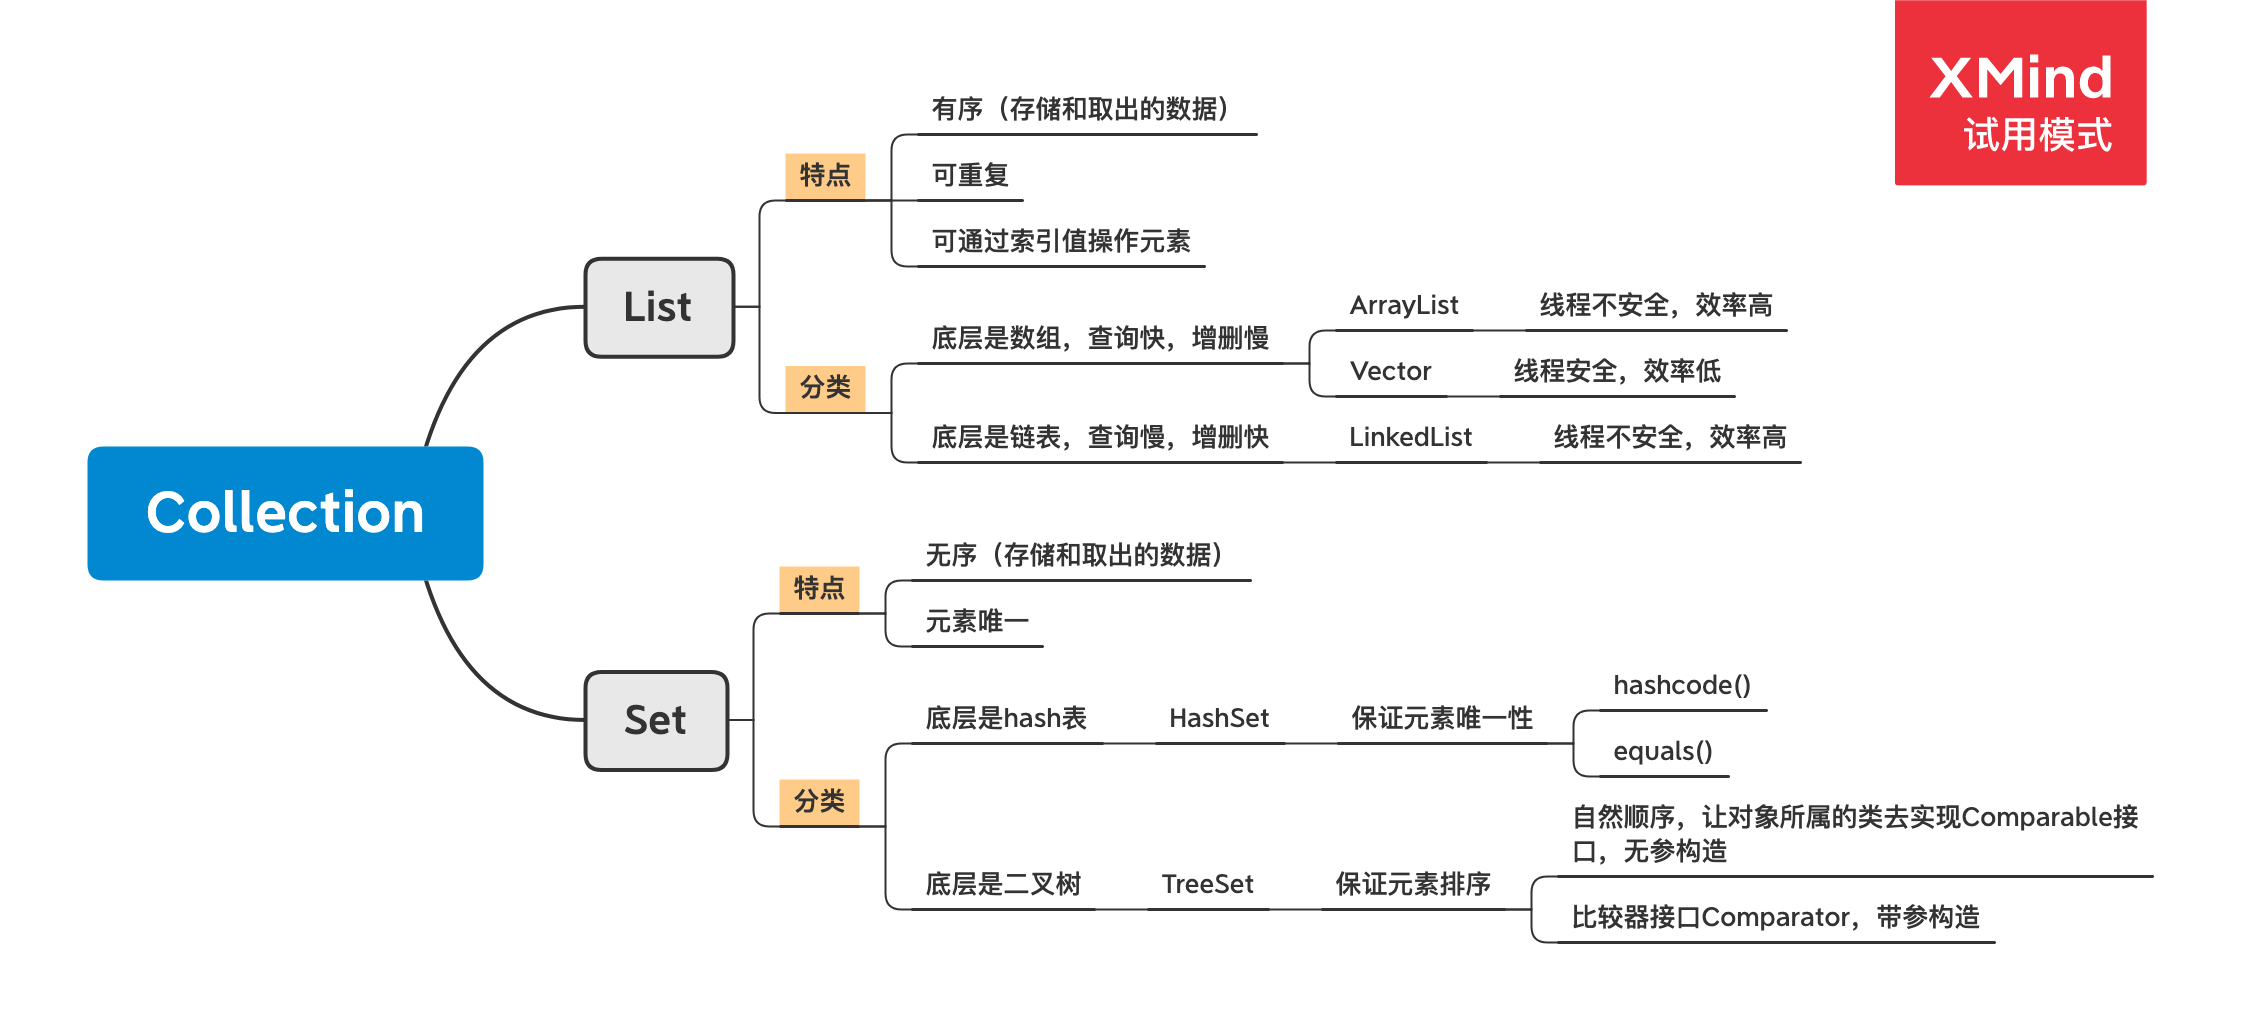 XMind
试用模式
Collection
List
特点
有序（存储和取出的数据）
可重复
可通过索引值操作元素
分类
底层是数组，查询快，增删慢
ArrayList
线程不安全，效率高
Vector
线程安全，效率低
底层是链表，查询慢，增删快
LinkedList
线程不安全，效率高
Set
特点
无序（存储和取出的数据）
元素唯一
分类
底层是hash表
HashSet
保证元素唯一性
hashcode()
equals()
底层是二叉树
TreeSet
保证元素排序
自然顺序，让对象所属的类去实现Comparable接
口，无参构造
比较器接口Comparator，带参构造